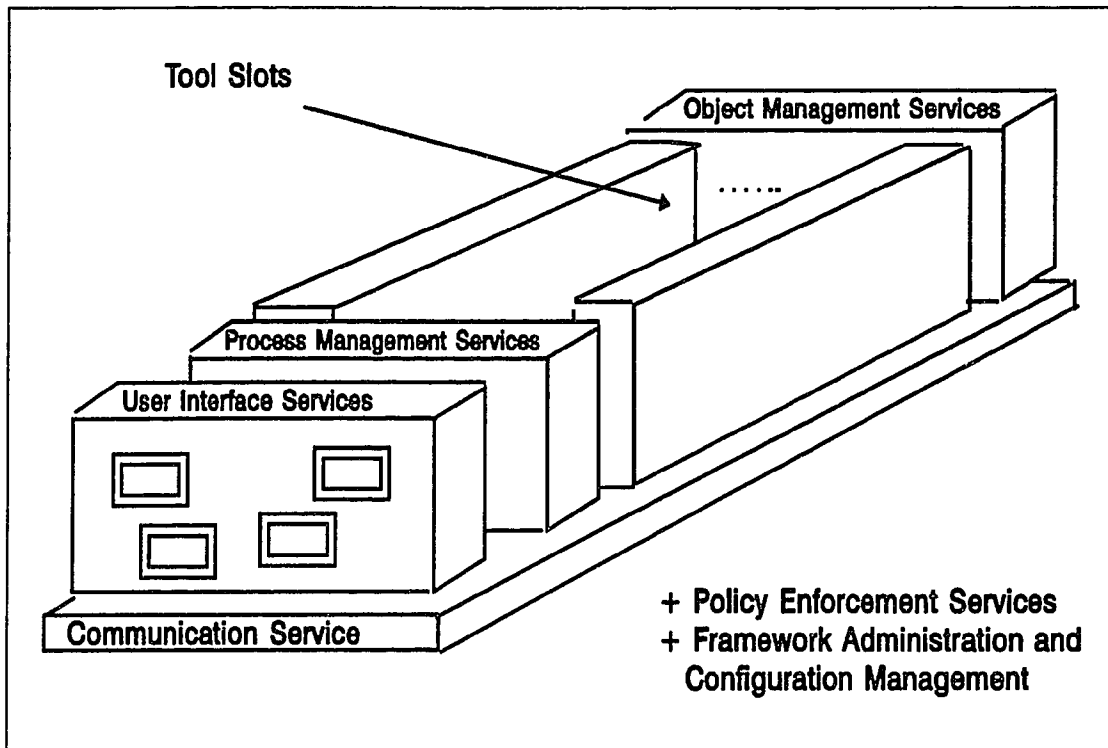 Tool Slots
Object Management Services
......
Process Management Services
User Interface Services
Communication Service
+ Policy Enforcement Services
+ Framework Administration and
Configuration Management